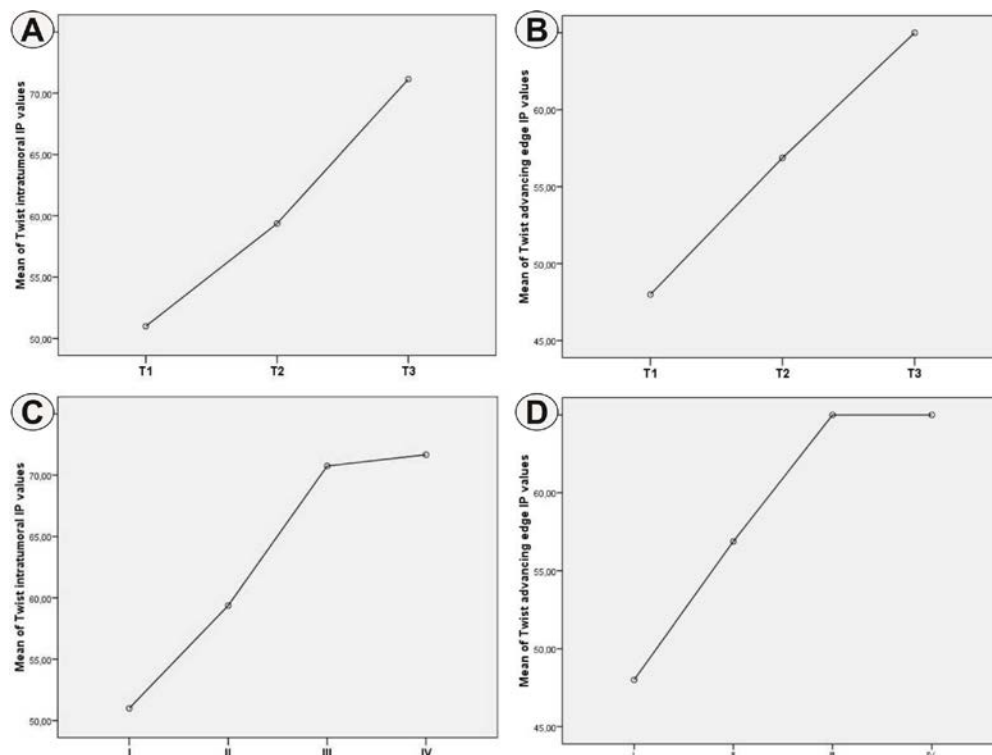 A
Mean of Twist intratumoral IP values
70,00
65,00
60,00
55,00
50,00
T1 T2 T3
B
Mean of Twist advancing edge IP values
60,00
55,00
50,00
45,00
T1 T2 T3
C
Mean of Twist intratumoral IP values
70,00
65,00
60,00
55,00
50,00
I II III IV
D
Mean of Twist advancing edge IP values
60,00
55,00
50,00
45,00